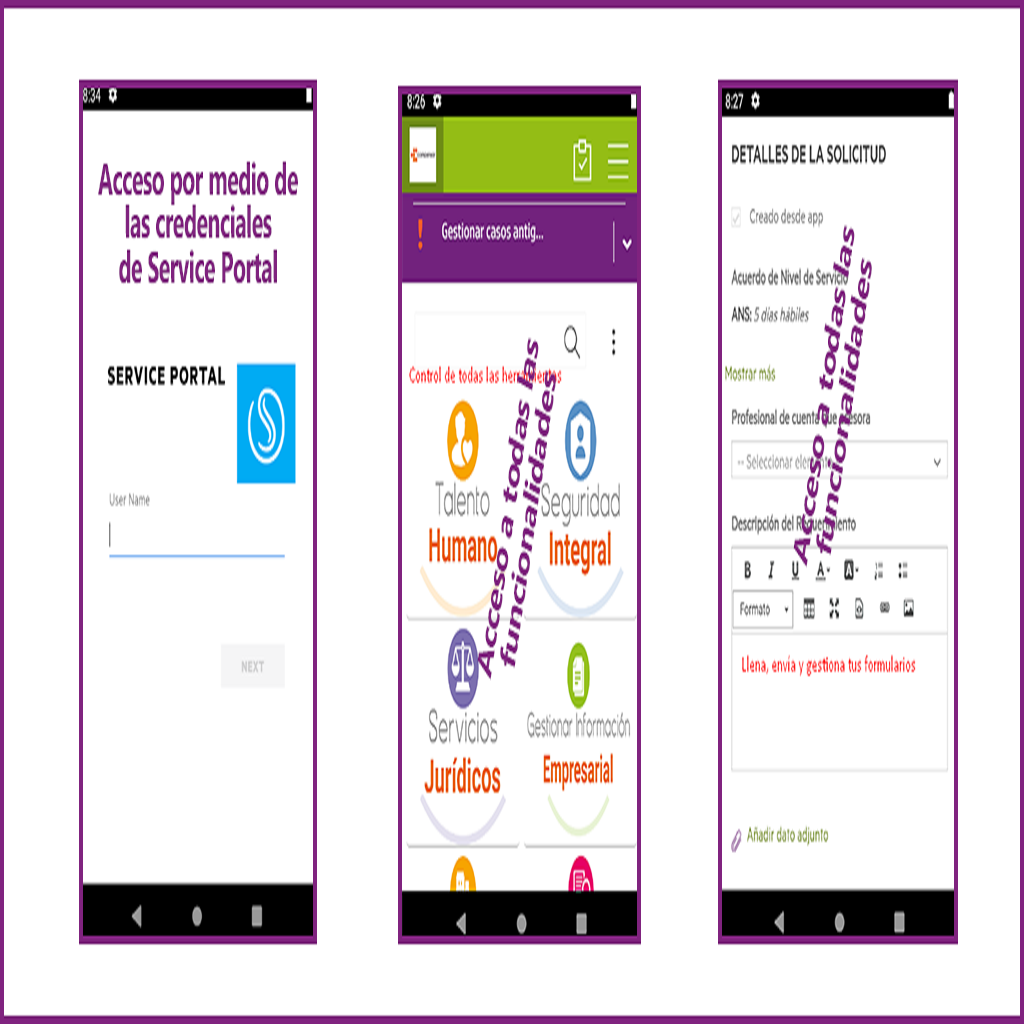 8:34
Acceso por medio de
las credenciales
de Service Portal
SERVICE PORTAL
User Name
NEXT
8:26
Gestionar casos antig...
Control de todas las herramientas
Talento
Humano
Seguridad
Integral
Acceso a todas las
funcionalidades
Servicios
Jurídicos
Gestionar Información
Empresarial
8:27
DETALLES DE LA SOLICITUD
Creado desde app
Acuerdo de Nivel de Servicio
ANS: 5 días hábiles
Mostrar más
Profesional de cuenta que asesora
-- Seleccionar elemento
Acceso a todas las
funcionalidades
Descripción del Requerimiento
B I U A A
Formato
Llena, envia y gestiona tus formularios
Añadir dato adjunto